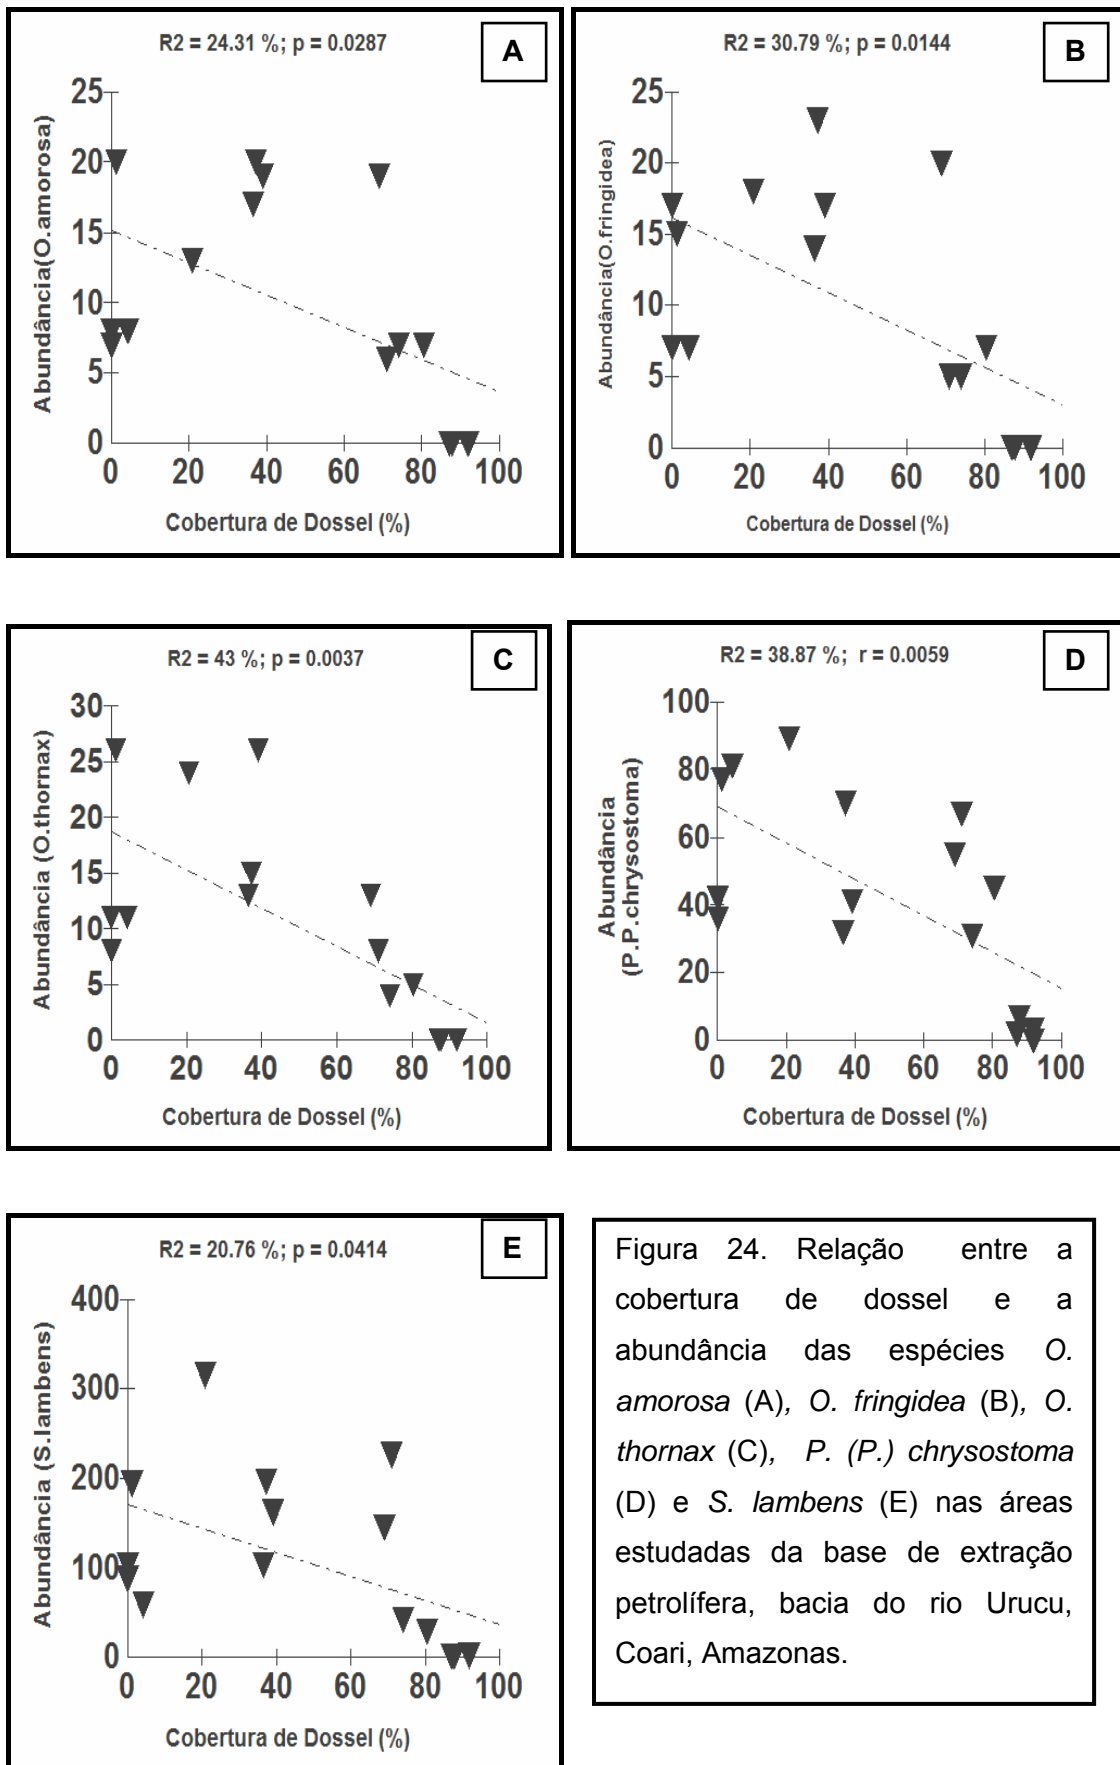 R2 = 24.31 %; p = 0.0287
A
Abundância(O.amorosa)
25
20
15
10
5
0
0 20 40 60 80 100
Cobertura de Dossel (%)
R2 = 30.79 %; p = 0.0144
B
Abundância(O.fringidea)
25
20
15
10
5
0
0 20 40 60 80 100
Cobertura de Dossel (%)
R2 = 43 %; p = 0.0037
C
Abundância (O.thornax)
30
25
20
15
10
5
0
0 20 40 60 80 100
Cobertura de Dossel (%)
R2 = 38.87 %; r = 0.0059
D
Abundância
(P.P.chrysostoma)
100
80
60
40
20
0
0 20 40 60 80 100
Cobertura de Dossel (%)
R2 = 20.76 %; p = 0.0414
E
Abundância (S.lambens)
400
300
200
100
0
0 20 40 60 80 100
Cobertura de Dossel (%)
Figura 24. Relação entre a
cobertura de dossel e a
abundância das espécies O.
amorosa (A), O. fringidea (B), O.
thornax (C), P. (P.) chrysostoma
(D) e S. lambens (E) nas áreas
estudadas da base de extração
petrolífera, bacia do rio Urucu,
Coari, Amazonas.